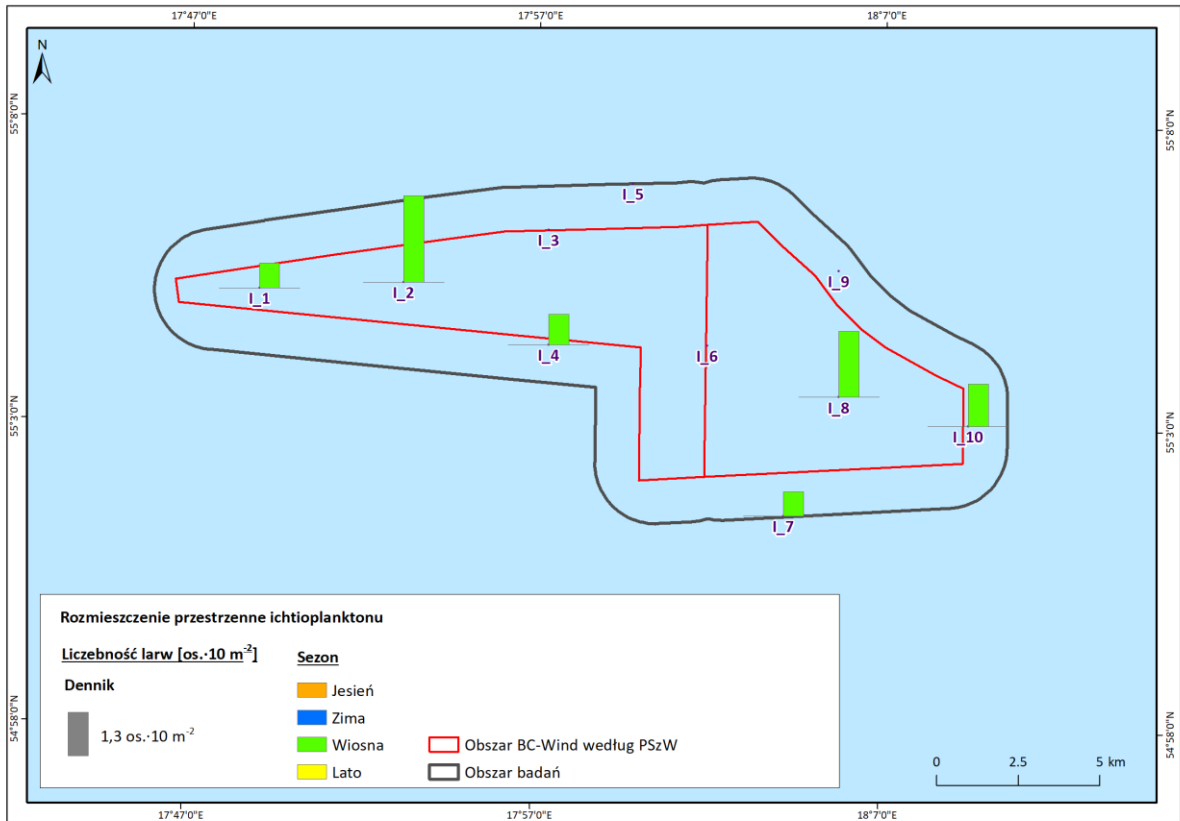 17°47'0"E 17°57'0"E 18°7'0"E
N
55°8'0"N 55°8'0"N
I_5
I_3
I_9
I_1
I_2
I_4
I_6
I_8
55°3'0"N 55°3'0"N
I_10
I_7
Rozmieszczenie przestrzenne ichtioplanktonu
Liczebność larw [os.·10 m⁻²] Sezon
Dennik
Jesień
1,3 os.·10 m⁻²
Zima
Wiosna Obszar BC-Wind według PSzW
Lato Obszar badań
0 2.5 5 km
54°58'0"N 54°58'0"N
17°47'0"E 17°57'0"E 18°7'0"E